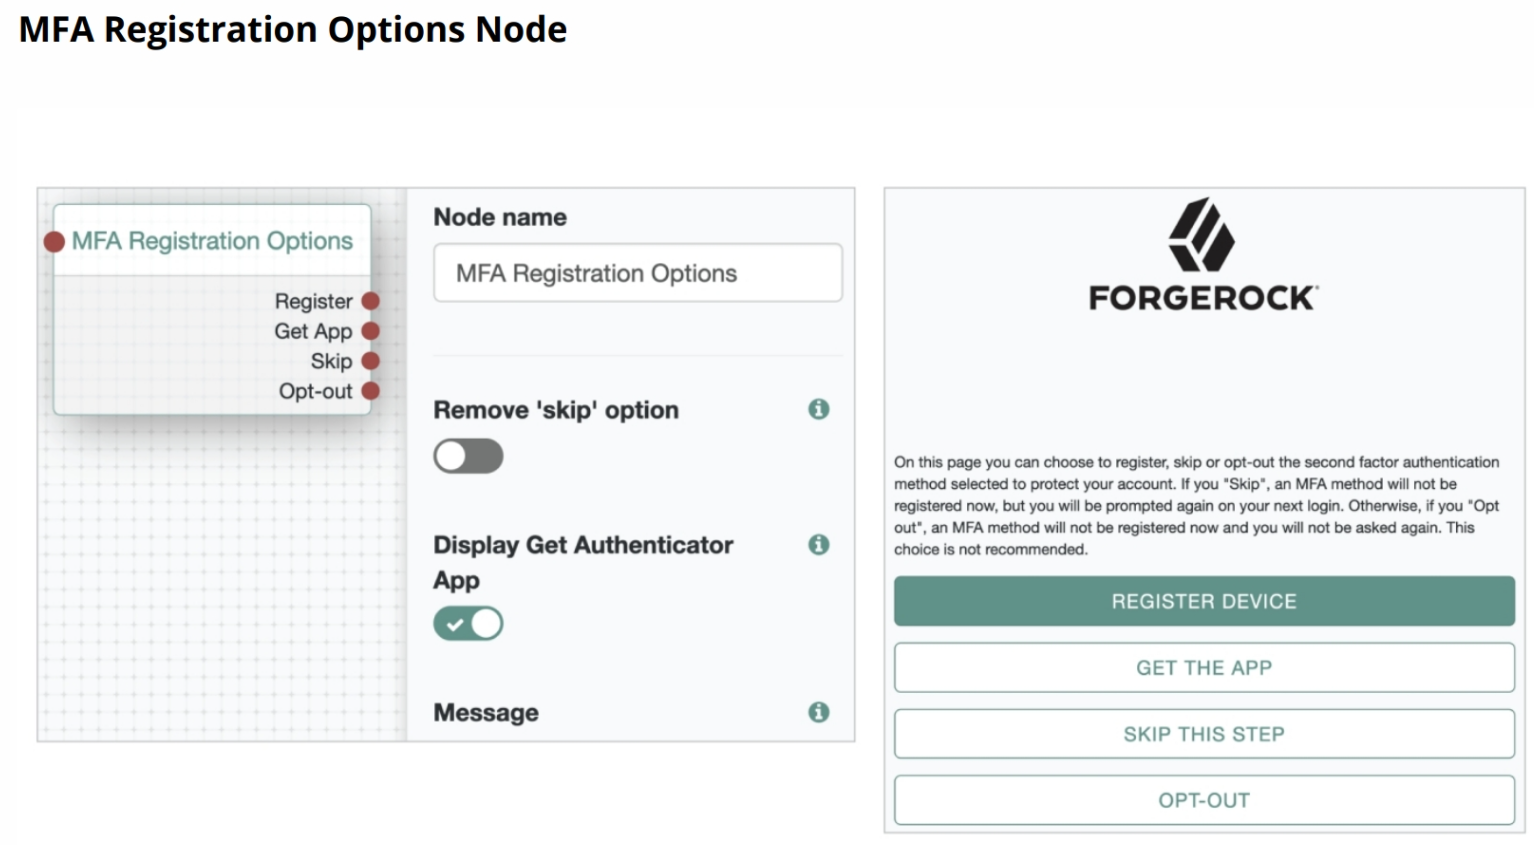 MFA Registration Options Node
MFA Registration Options
Register
Get App
Skip
Opt-out
Node name
MFA Registration Options
Remove 'skip' option
Display Get Authenticator
App
Message
FORGEROCK
On this page you can choose to register, skip or opt-out the second factor authentication
method selected to protect your account. If you "Skip", an MFA method will not be
registered now, but you will be prompted again on your next login. Otherwise, if you "Opt
out", an MFA method will not be registered now and you will not be asked again. This
choice is not recommended.
REGISTER DEVICE
GET THE APP
SKIP THIS STEP
OPT-OUT